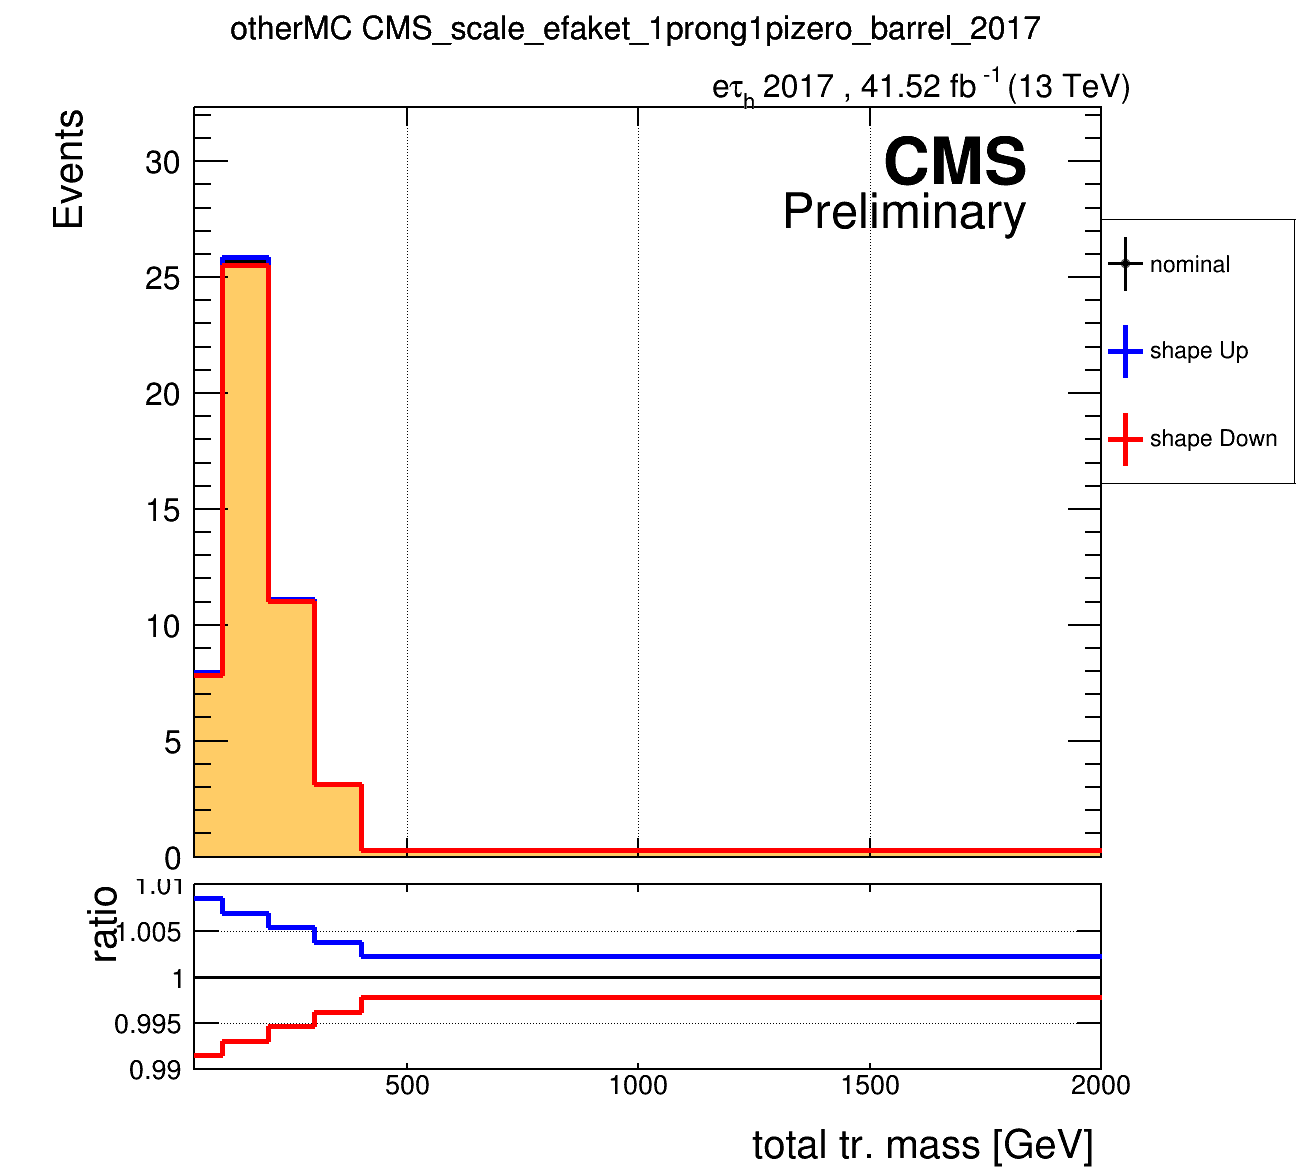 otherMC CMS_scale_efaket_1prong1pizero_barrel_2017
eτh 2017 , 41.52 fb -1 (13 TeV)
Events
30
25
20
15
10
5
0
CMS
Preliminary
nominal
shape Up
shape Down
ratio
1.01
1.005
1
0.995
0.99
500
1000
1500
2000
total tr. mass [GeV]